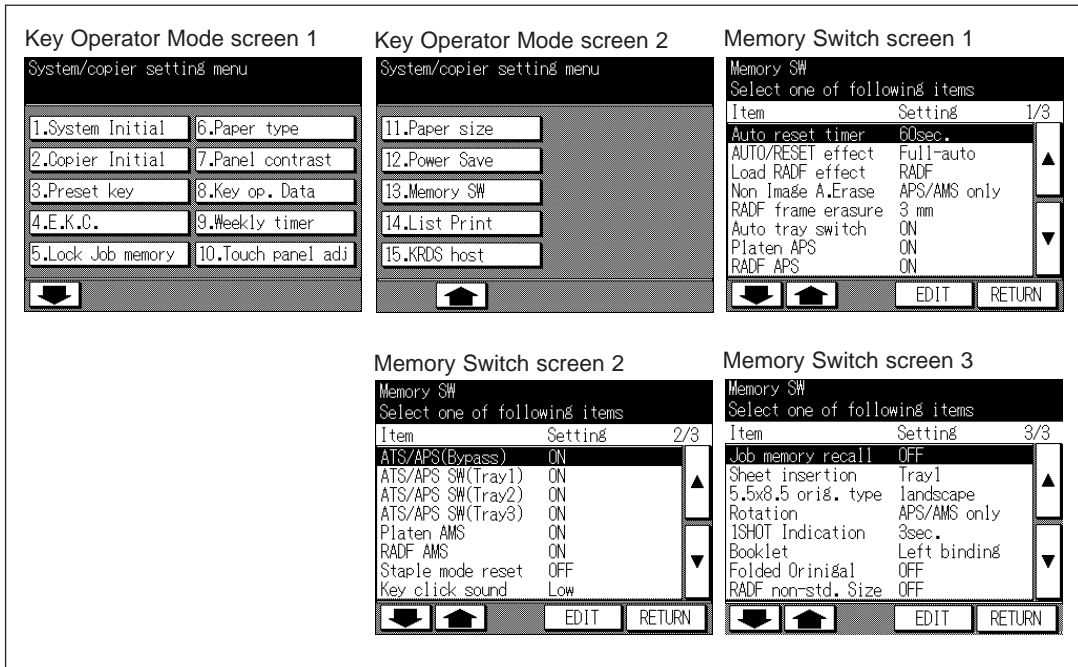 Key Operator Mode screen 1
System/copier setting menu
1.System Initial 6.Paper type
2.Copier Initial 7.Panel contrast
3.Preset key 8.Key op. Data
4.E.K.C. 9.Weekly timer
5.Lock Job memory 10.Touch panel adj
Key Operator Mode screen 2
System/copier setting menu
11.Paper size
12.Power Save
13.Memory SW
14.List Print
15.KRDS host
Memory Switch screen 1
Memory SW
Select one of following items
Item Setting 1/3
Auto reset timer 60sec.
AUTO/RESET effect Full-auto
Load RADF effect RADF
Non Image A.Erase APS/AMS only
RADF frame erasure 3 mm
Auto tray switch ON
Platen APS ON
RADF APS ON
EDIT RETURN
Memory Switch screen 2
Memory SW
Select one of following items
Item Setting 2/3
ATS/APS(Bypass) ON
ATS/APS SW(Tray1) ON
ATS/APS SW(Tray2) ON
ATS/APS SW(Tray3) ON
Platen AMS ON
RADF AMS ON
Staple mode reset OFF
Key click sound Low
EDIT RETURN
Memory Switch screen 3
Memory SW
Select one of following items
Item Setting 3/3
Job memory recall OFF
Sheet insertion Tray1
5.5x8.5 orig. type landscape
Rotation APS/AMS only
1SHOT Indication 3sec.
Booklet Left binding
Folded Orinigal OFF
RADF non-std. Size OFF
EDIT RETURN